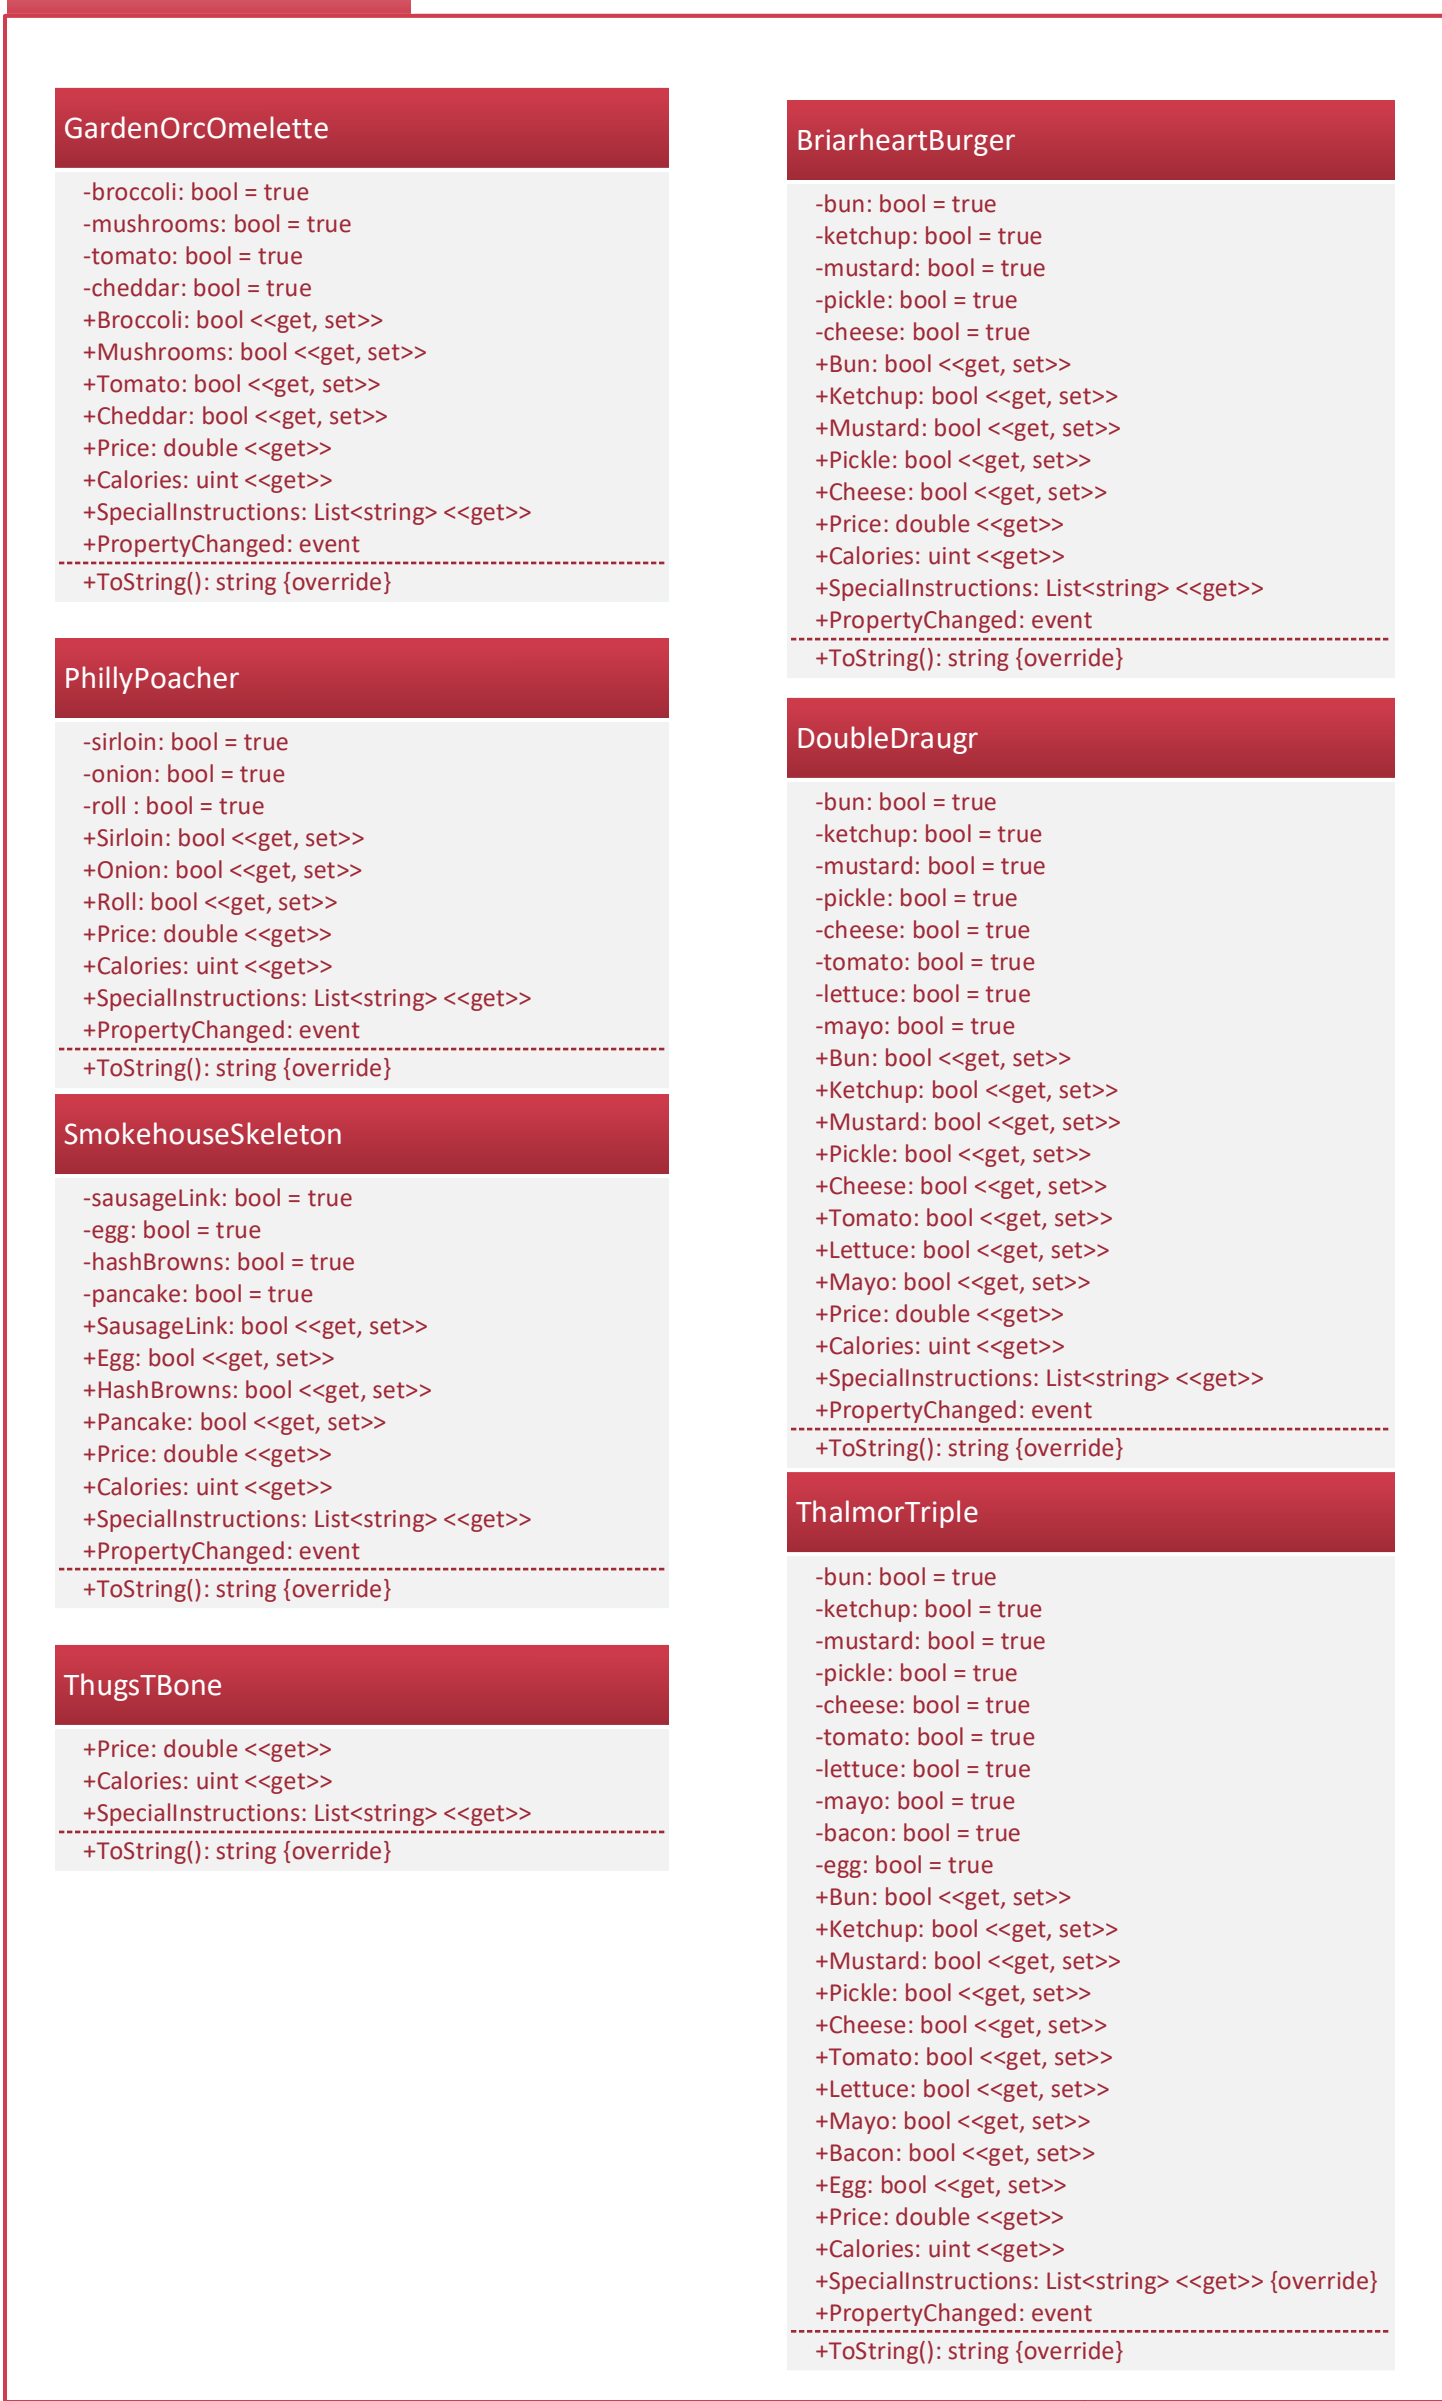 GardenOrcOmelette
-broccoli: bool = true
-mushrooms: bool = true
-tomato: bool = true
-cheddar: bool = true
+Broccoli: bool <<get, set>>
+Mushrooms: bool <<get, set>>
+Tomato: bool <<get, set>>
+Cheddar: bool <<get, set>>
+Price: double <<get>>
+Calories: uint <<get>>
+SpecialInstructions: List<string> <<get>>
+PropertyChanged: event
+ToString(): string {override}
PhillyPoacher
-sirloin: bool = true
-onion: bool = true
-roll : bool = true
+Sirloin: bool <<get, set>>
+Onion: bool <<get, set>>
+Roll: bool <<get, set>>
+Price: double <<get>>
+Calories: uint <<get>>
+SpecialInstructions: List<string> <<get>>
+PropertyChanged: event
+ToString(): string {override}
SmokehouseSkeleton
-sausageLink: bool = true
-egg: bool = true
-hashBrowns: bool = true
-pancake: bool = true
+SausageLink: bool <<get, set>>
+Egg: bool <<get, set>>
+HashBrowns: bool <<get, set>>
+Pancake: bool <<get, set>>
+Price: double <<get>>
+Calories: uint <<get>>
+SpecialInstructions: List<string> <<get>>
+PropertyChanged: event
+ToString(): string {override}
ThugsTBone
+Price: double <<get>>
+Calories: uint <<get>>
+SpecialInstructions: List<string> <<get>>
+ToString(): string {override}
BriarheartBurger
-bun: bool = true
-ketchup: bool = true
-mustard: bool = true
-pickle: bool = true
-cheese: bool = true
+Bun: bool <<get, set>>
+Ketchup: bool <<get, set>>
+Mustard: bool <<get, set>>
+Pickle: bool <<get, set>>
+Cheese: bool <<get, set>>
+Price: double <<get>>
+Calories: uint <<get>>
+SpecialInstructions: List<string> <<get>>
+PropertyChanged: event
+ToString(): string {override}
DoubleDraugr
-bun: bool = true
-ketchup: bool = true
-mustard: bool = true
-pickle: bool = true
-cheese: bool = true
-tomato: bool = true
-lettuce: bool = true
-mayo: bool = true
+Bun: bool <<get, set>>
+Ketchup: bool <<get, set>>
+Mustard: bool <<get, set>>
+Pickle: bool <<get, set>>
+Cheese: bool <<get, set>>
+Tomato: bool <<get, set>>
+Lettuce: bool <<get, set>>
+Mayo: bool <<get, set>>
+Price: double <<get>>
+Calories: uint <<get>>
+SpecialInstructions: List<string> <<get>>
+PropertyChanged: event
+ToString(): string {override}
ThalmorTriple
-bun: bool = true
-ketchup: bool = true
-mustard: bool = true
-pickle: bool = true
-cheese: bool = true
-tomato: bool = true
-lettuce: bool = true
-mayo: bool = true
-bacon: bool = true
-egg: bool = true
+Bun: bool <<get, set>>
+Ketchup: bool <<get, set>>
+Mustard: bool <<get, set>>
+Pickle: bool <<get, set>>
+Cheese: bool <<get, set>>
+Tomato: bool <<get, set>>
+Lettuce: bool <<get, set>>
+Mayo: bool <<get, set>>
+Bacon: bool <<get, set>>
+Egg: bool <<get, set>>
+Price: double <<get>>
+Calories: uint <<get>>
+SpecialInstructions: List<string> <<get>> {override}
+PropertyChanged: event
+ToString(): string {override}